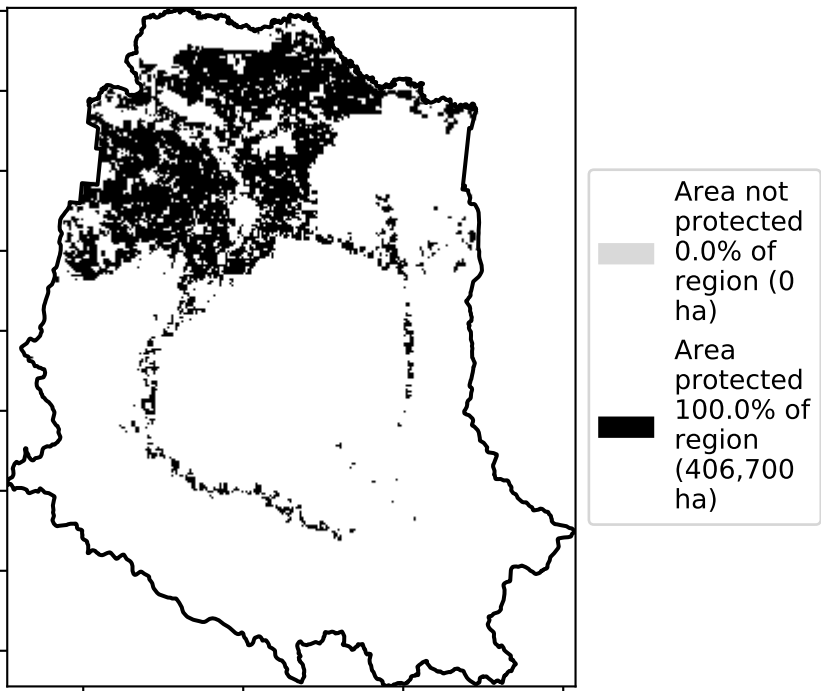 Area not
protected
0.0% of
region (0
ha)
Area
protected
100.0% of
region
(406,700
ha)